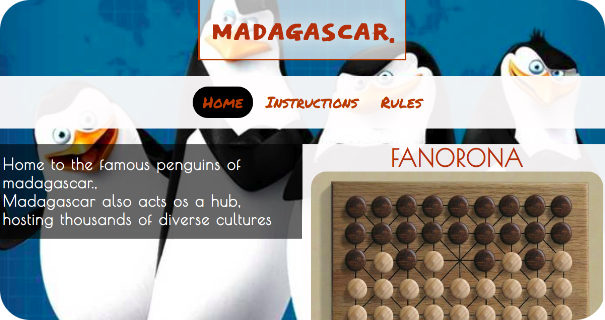 MADAGASCAR.
Home Instructions Rules
Home to the famous penguins of
madagascar.,
Madagascar also acts os a hub,
hosting thousands of diverse cultures
FANORONA